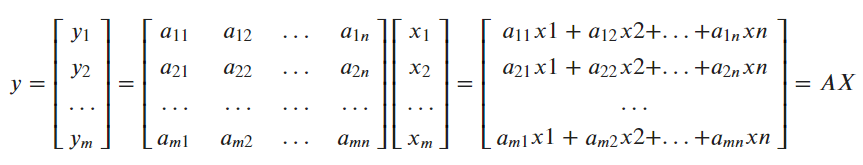 y = [ y1 ] = [ a11 a12 ... a1n ] [ x1 ] = [ a11x1 + a12x2+...+a1nxn ] = AX
y2 a21 a22 ... a2n x2 a21x1 + a22x2+...+a2nxn
... ... ... ... ... ... ...
ym am1 am2 ... amn xm am1x1 + am2x2+...+amnxn